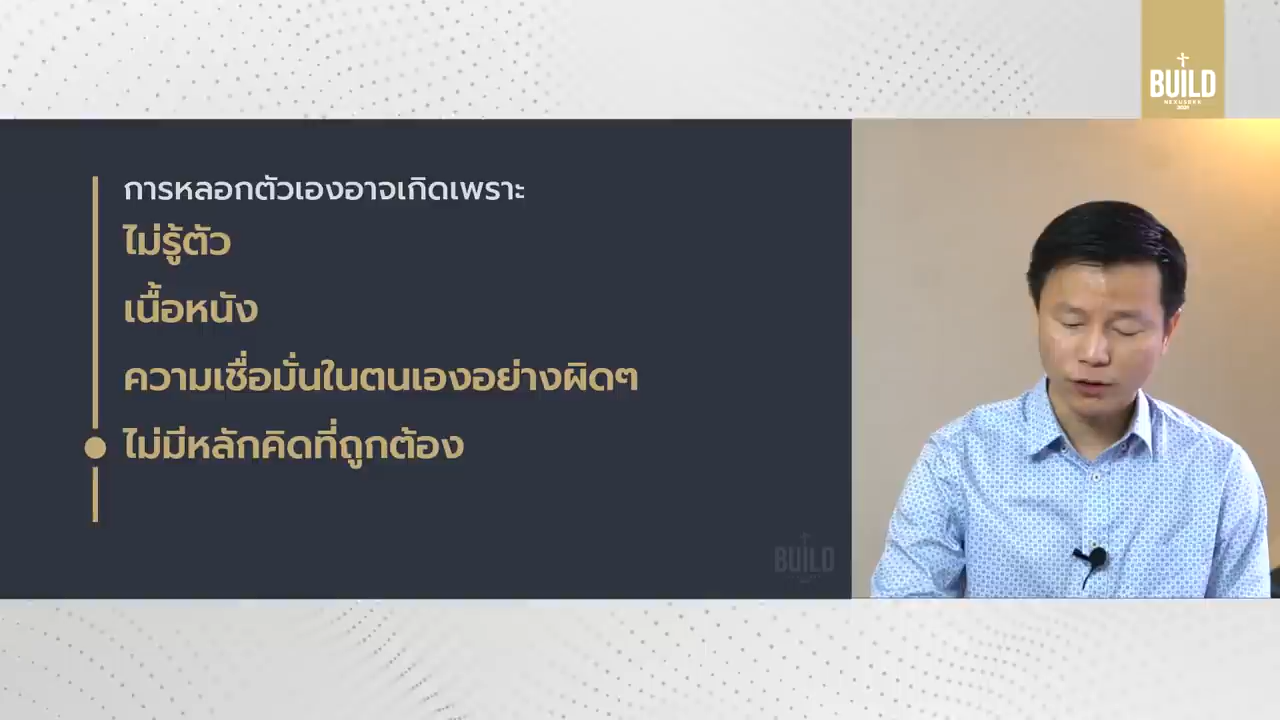 BUILD
NEXUSBKK
2021
การหลอกตัวเองอาจเกิดเพราะ
ไม่รู้ตัว
เนื้อหนัง
ความเชื่อมั่นในตนเองอย่างผิดๆ
ไม่มีหลักคิดที่ถูกต้อง
BUILD